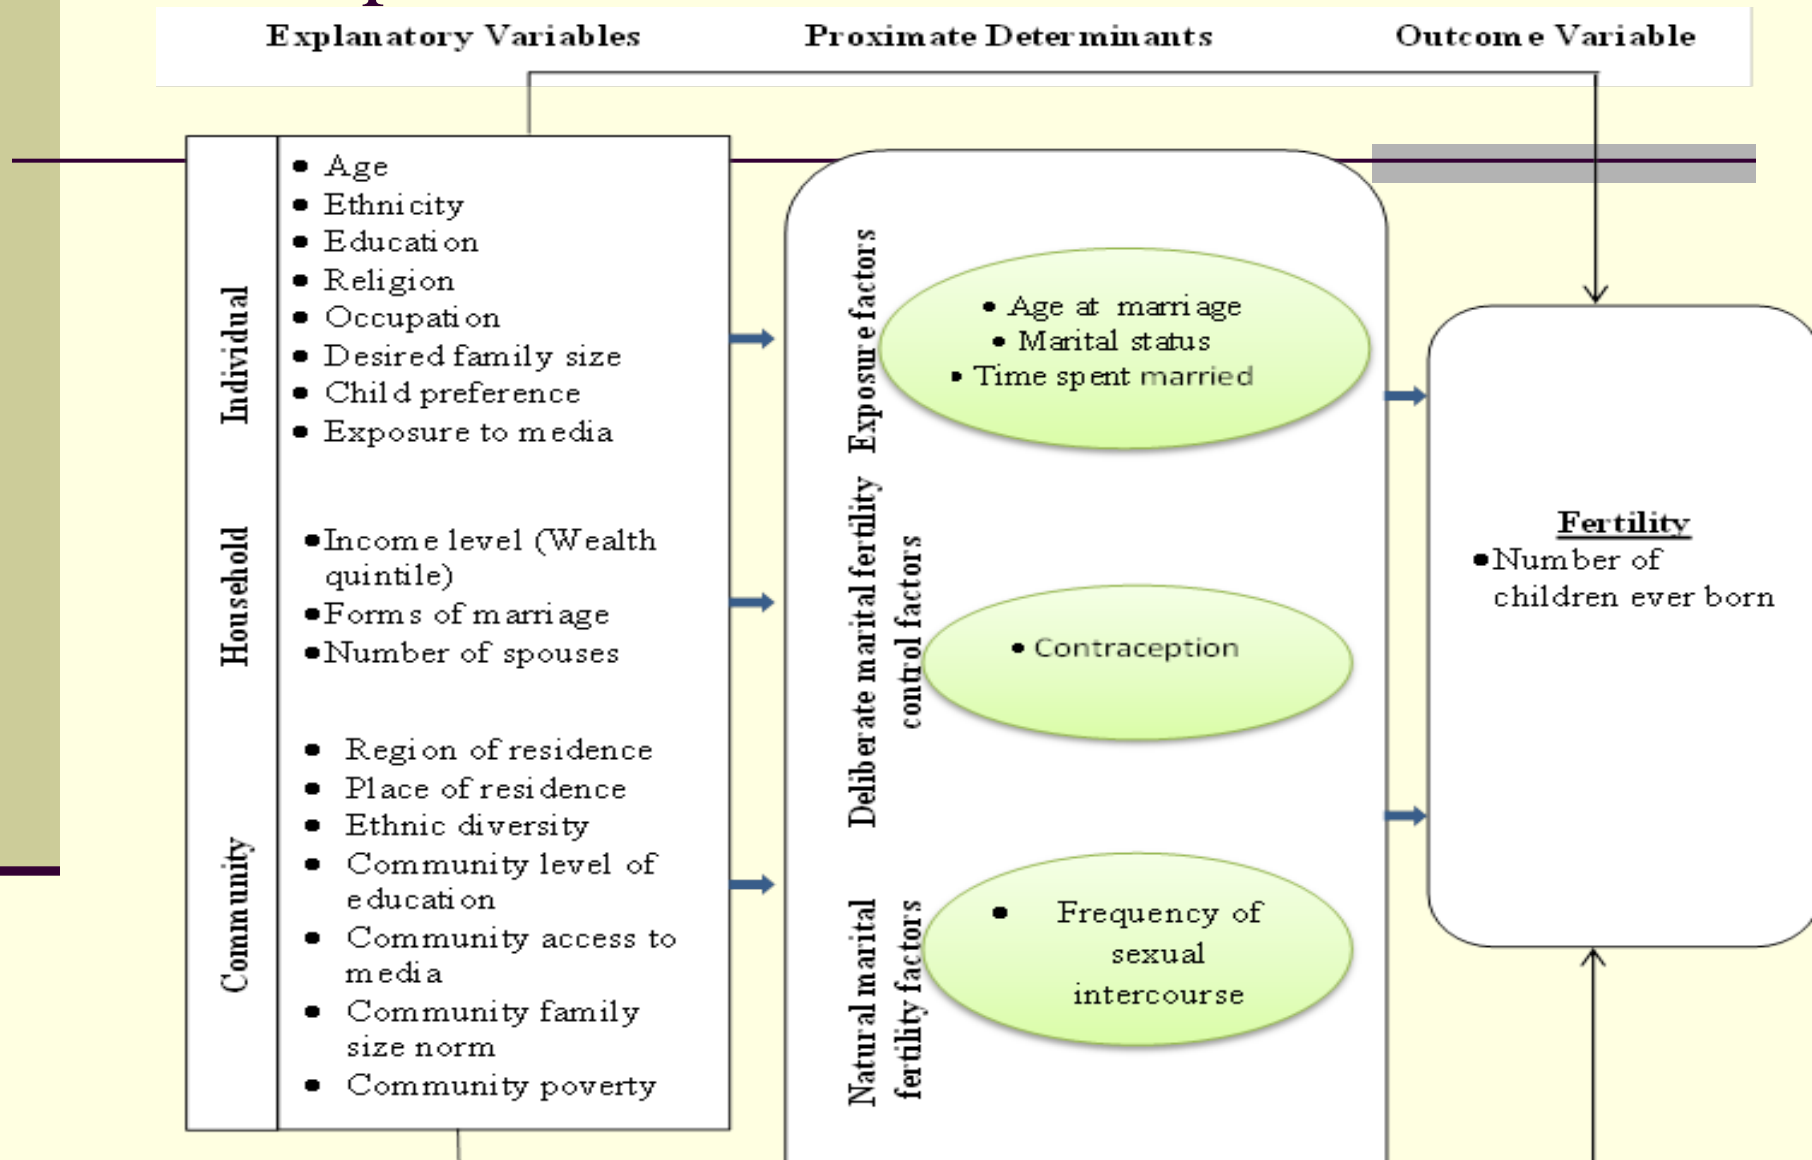 Explanatory Variables
Proximate Determinants
Outcome Variable
Individual
• Age
• Ethnicity
• Education
• Religion
• Occupation
• Desired family size
• Child preference
• Exposure to media
Household
•Income level (Wealth
quintile)
•Forms of marriage
•Number of spouses
Community
• Region of residence
• Place of residence
• Ethnic diversity
• Community level of
education
• Community access to
media
• Community family
size norm
• Community poverty
Exposure factors
• Age at marriage
• Marital status
• Time spent married
Deliberate marital fertility
control factors
• Contraception
Natural marital
fertility factors
• Frequency of
sexual
intercourse
Fertility
•Number of
children ever born